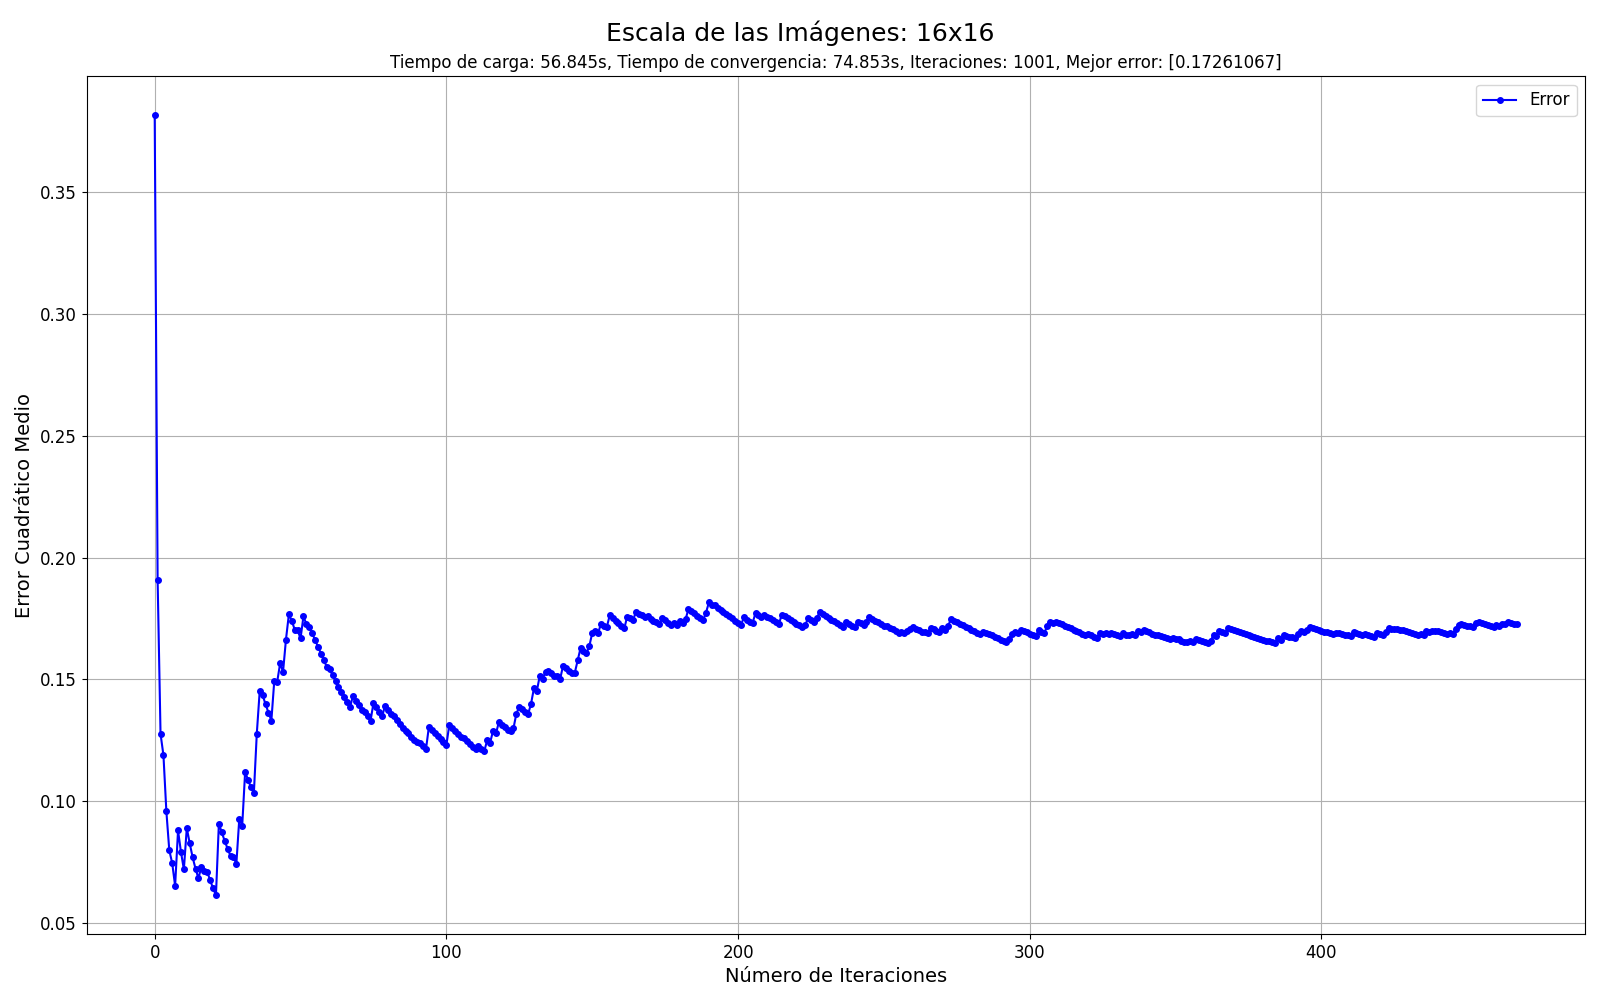 Escala de las Imágenes: 16x16
Tiempo de carga: 56.845s, Tiempo de convergencia: 74.853s, Iteraciones: 1001, Mejor error: [0.17261067]
Error
Error Cuadrático Medio
0.35
0.30
0.25
0.20
0.15
0.10
0.05
0 100 200 300 400
Número de Iteraciones